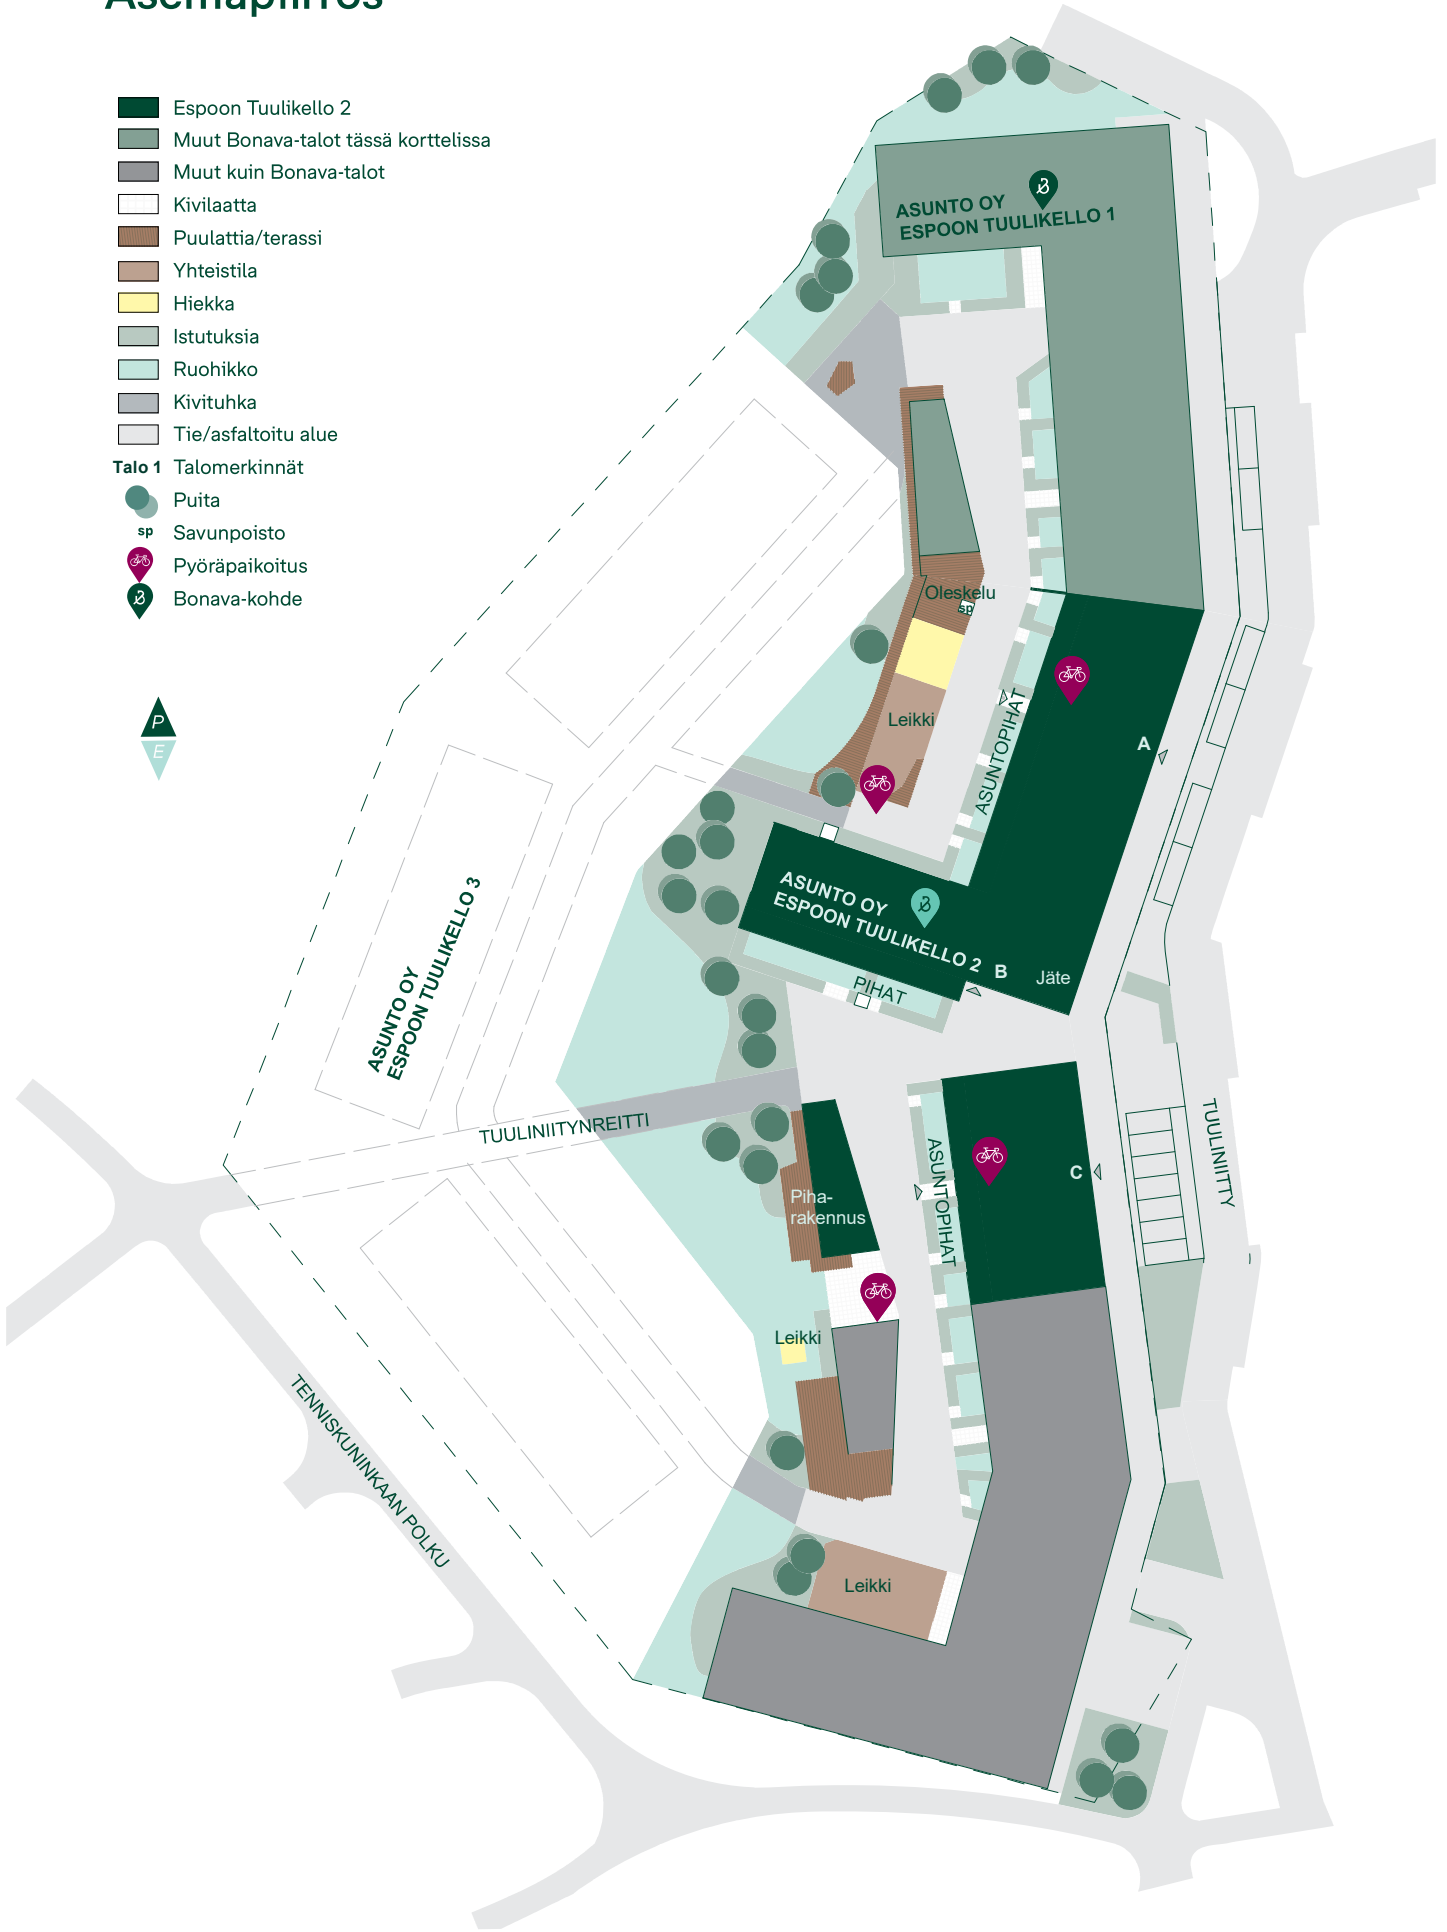 Asemapiirros
Espoon Tuulikello 2
Muut Bonava-talot tässä korttelissa
Muut kuin Bonava-talot
Kivilaatta
Puulattia/terassi
Yhteistila
Hiekka
Istutuksia
Ruohikko
Kivituhka
Tie/asfaltoitu alue
Talo 1 Talomerkinnät
Puita
sp Savunpoisto
Pyöräpaikoitus
Bonava-kohde
P
E
ASUNTO OY
ESPOON TUULIKELLO 1
Oleskelu
sp
Leikki
ASUNTOPIHAT
A
ASUNTO OY
ESPOON TUULIKELLO 2
B
Jäte
PIHAT
ASUNTO OY
ESPOON TUULIKELLO 3
TUULINIITYNREITTI
TUULINIITTY
ASUNTOPIHAT
C
Piha-
rakennus
Leikki
TENNISKUNINKAAN POLKU
Leikki